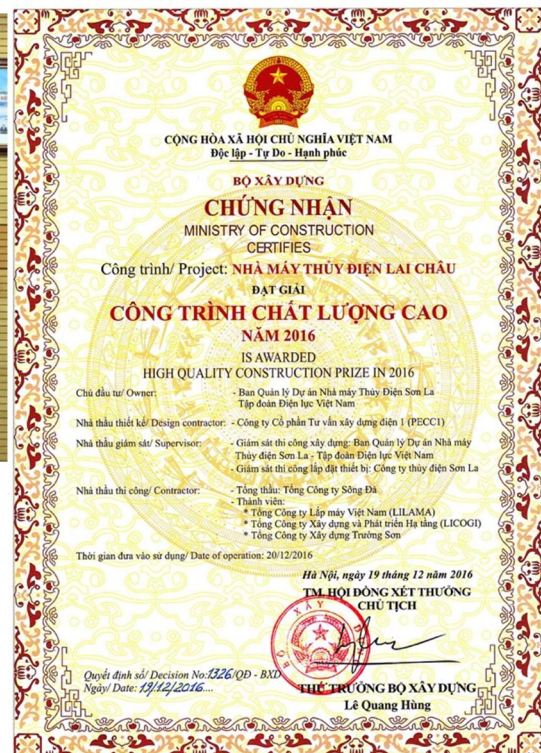 CỘNG HÒA XÃ HỘI CHỦ NGHĨA VIỆT NAM
Độc lập - Tự Do - Hạnh phúc
BỘ XÂY DỰNG
CHỨNG NHẬN
MINISTRY OF CONSTRUCTION
CERTIFIES
Công trình/ Project: NHÀ MÁY THỦY ĐIỆN LAI CHÂU
ĐẠT GIẢI
CÔNG TRÌNH CHẤT LƯỢNG CAO
NĂM 2016
IS AWARDED
HIGH QUALITY CONSTRUCTION PRIZE IN 2016
Chủ đầu tư/ Owner: - Ban Quản lý Dự án Nhà máy Thủy Điện Sơn La
Tập đoàn Điện lực Việt Nam
Nhà thầu thiết kế/ Design contractor: - Công ty Cổ phần Tư vấn xây dựng điện 1 (PECC1)
Nhà thầu giám sát/ Supervisor: - Giám sát thi công xây dựng: Ban Quản lý Dự án Nhà máy
Thủy điện Sơn La - Tập đoàn Điện lực Việt Nam
- Giám sát thi công lắp đặt thiết bị: Công ty thủy điện Sơn La
Nhà thầu thi công/ Contractor: - Tổng thầu: Tổng Công ty Sông Đà
- Thành viên:
* Tổng Công ty Lắp máy Việt Nam (LILAMA)
* Tổng Công ty Xây dựng và Phát triển Hạ tầng (LICOGI)
* Tổng Công ty Xây dựng Trường Sơn
Thời gian đưa vào sử dụng/ Date of operation: 20/12/2016
Hà Nội, ngày 19 tháng 12 năm 2016
TM. HỘI ĐỒNG XÉT THƯỞNG
CHỦ TỊCH
Quyết định số/ Decision No:1326/QĐ - BXD
Ngày/ Date: 19/12/2016....
THỨ TRƯỞNG BỘ XÂY DỰNG
Lê Quang Hùng